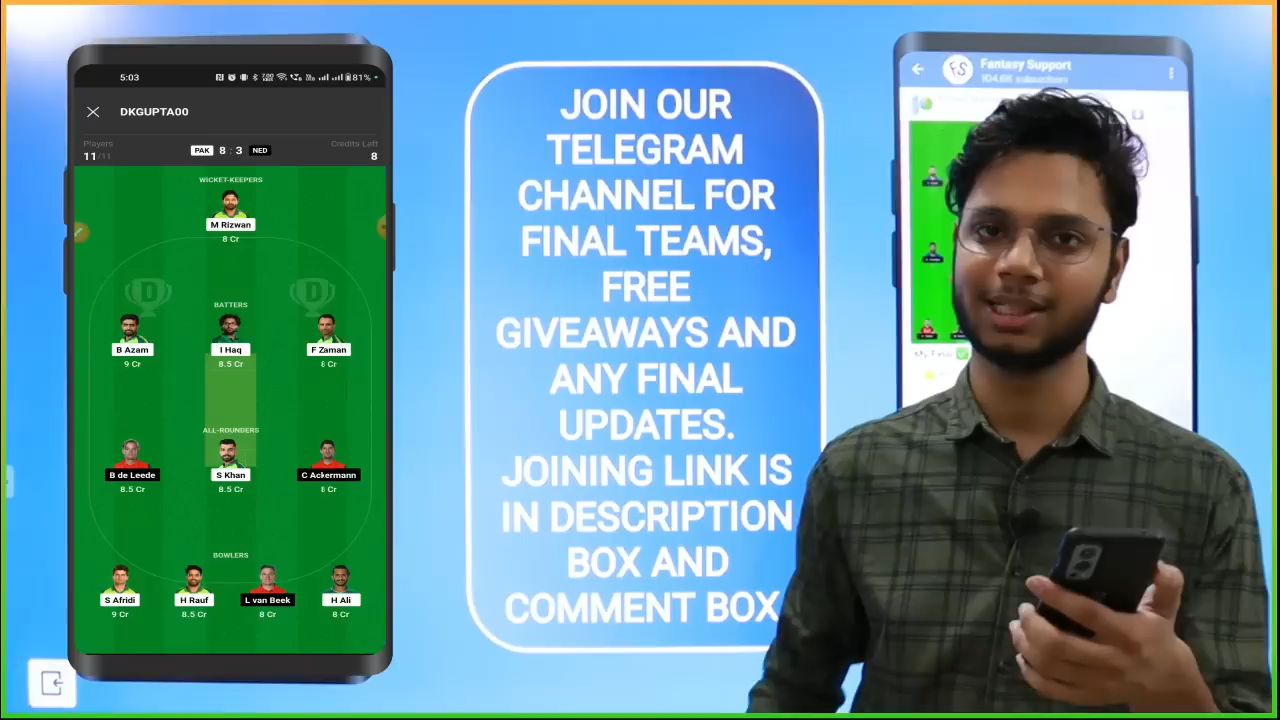 5:03
81%
DKGUPTA00
Players
11/11
PAK 8 : 3 NED
Credits Left
8
WICKET-KEEPERS
M Rizwan
8 Cr
D
D
BATTERS
B Azam
I Haq
F Zaman
9 Cr
8.5 Cr
8 Cr
ALL-ROUNDERS
B de Leede
S Khan
C Ackermann
8.5 Cr
8.5 Cr
8 Cr
BOWLERS
S Afridi
H Rauf
L van Beek
H Ali
9 Cr
8.5 Cr
8 Cr
8 Cr
JOIN OUR
TELEGRAM
CHANNEL FOR
FINAL TEAMS,
FREE
GIVEAWAYS AND
ANY FINAL
UPDATES.
JOINING LINK IS
IN DESCRIPTION
BOX AND
COMMENT BOX
FS
Fantasy Support
My Final